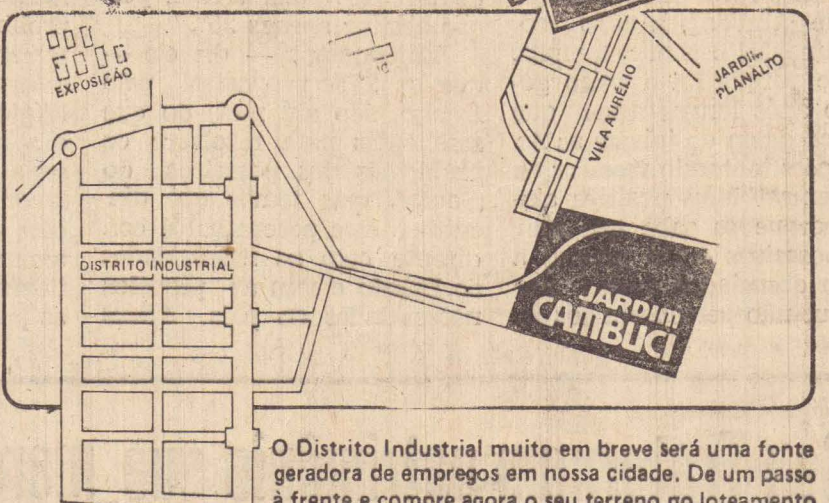 EXPOSIÇÃO
VILA AURÉLIO
JARDIM
PLANALTO
DISTRITO INDUSTRIAL
JARDIM
CAMBUCI
O Distrito Industrial muito em breve será uma fonte
geradora de empregos em nossa cidade. De um passo
à frente e compre agora o seu terreno no loteamento